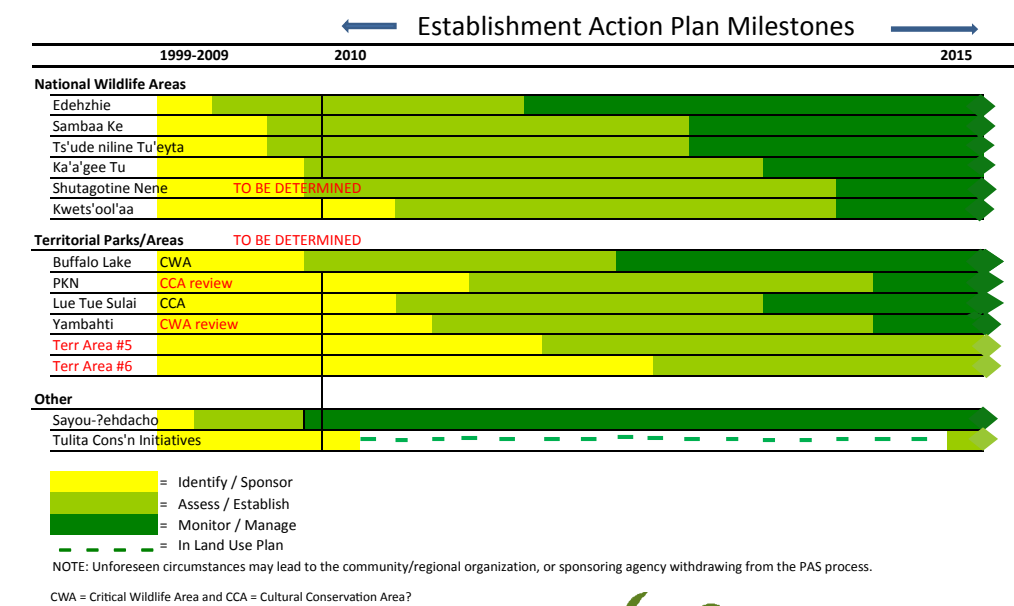 Establishment Action Plan Milestones
1999-2009 2010 2015
National Wildlife Areas
Edehzhie
Sambaa Ke
Ts'ude niline Tu'eyta
Ka'a'gee Tu
Shutagotine Nene TO BE DETERMINED
Kwets'ool'aa
Territorial Parks/Areas TO BE DETERMINED
Buffalo Lake CWA
PKN CCA review
Lue Tue Sulai CCA
Yambahti CWA review
Terr Area #5
Terr Area #6
Other
Sayou-?ehdacho
Tulita Cons'n Initiatives
= Identify / Sponsor
= Assess / Establish
= Monitor / Manage
= In Land Use Plan
NOTE: Unforeseen circumstances may lead to the community/regional organization, or sponsoring agency withdrawing from the PAS process.
CWA = Critical Wildlife Area and CCA = Cultural Conservation Area?